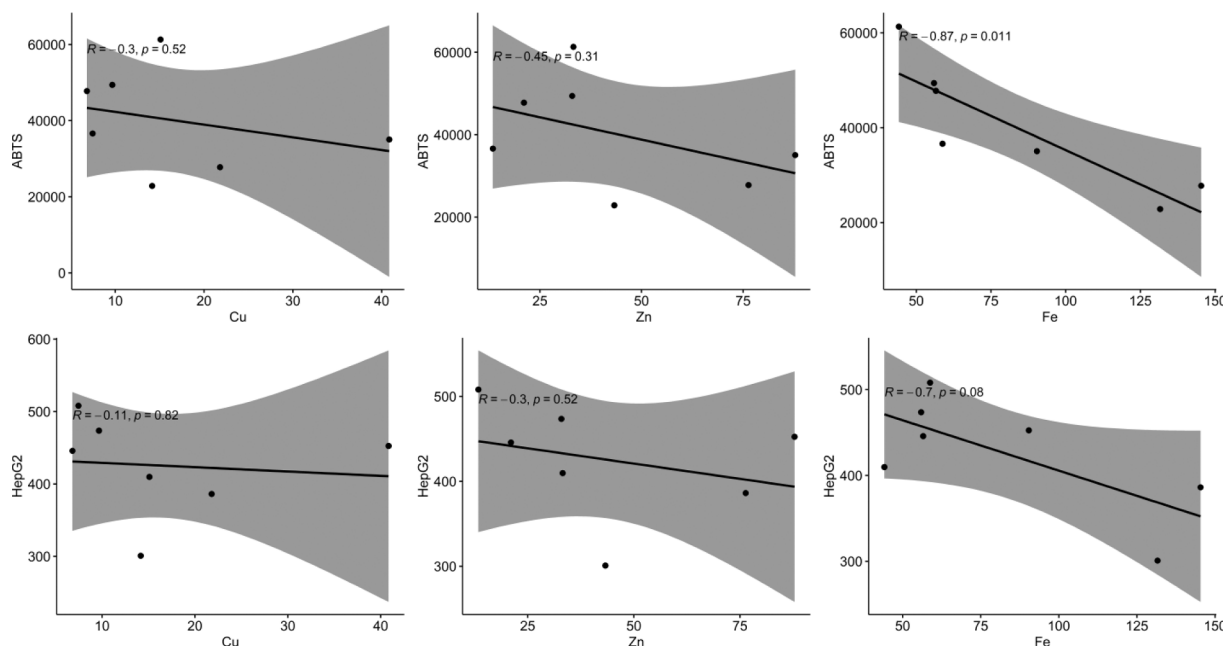 60000
40000
20000
0
ABTS
R = −0.3, p = 0.52
10
20
30
40
Cu
60000
40000
20000
ABTS
R = −0.45, p = 0.31
25
50
75
Zn
60000
40000
20000
ABTS
R = −0.87, p = 0.011
50
75
100
125
150
Fe
600
500
400
300
HepG2
R = −0.11, p = 0.82
10
20
30
40
Cu
500
400
300
HepG2
R = −0.3, p = 0.52
25
50
75
Zn
500
400
300
HepG2
R = −0.7, p = 0.08
50
75
100
125
150
Fe